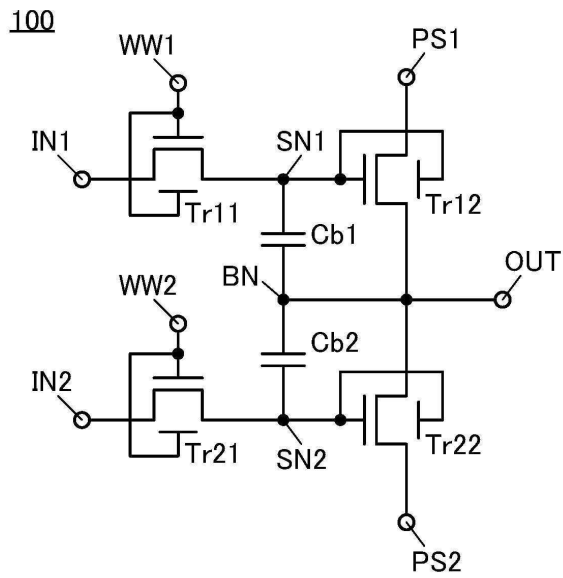 100
WW1
PS1
IN1
SN1
Tr11
Tr12
Cb1
OUT
BN
WW2
Cb2
IN2
Tr21
SN2
Tr22
PS2